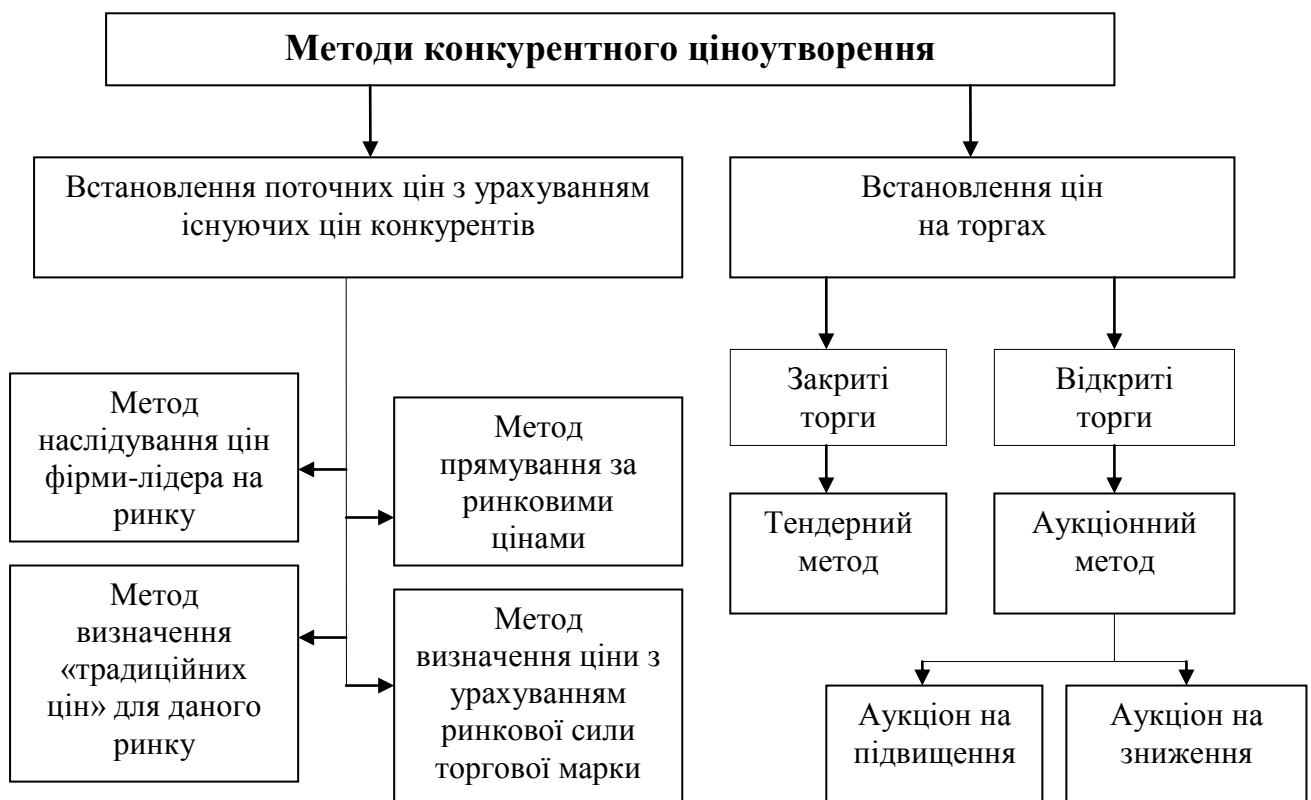 Методи конкурентного ціноутворення
Встановлення поточних цін з урахуванням
існуючих цін конкурентів
Встановлення цін
на торгах
Закриті
торги
Відкриті
торги
Метод
наслідування цін
фірми-лідера на
ринку
Метод
прямування за
ринковими
цінами
Тендерний
метод
Аукціонний
метод
Метод
визначення
«традиційних
цін» для даного
ринку
Метод
визначення ціни з
урахуванням
ринкової сили
торгової марки
Аукціон на
підвищення
Аукціон на
зниження